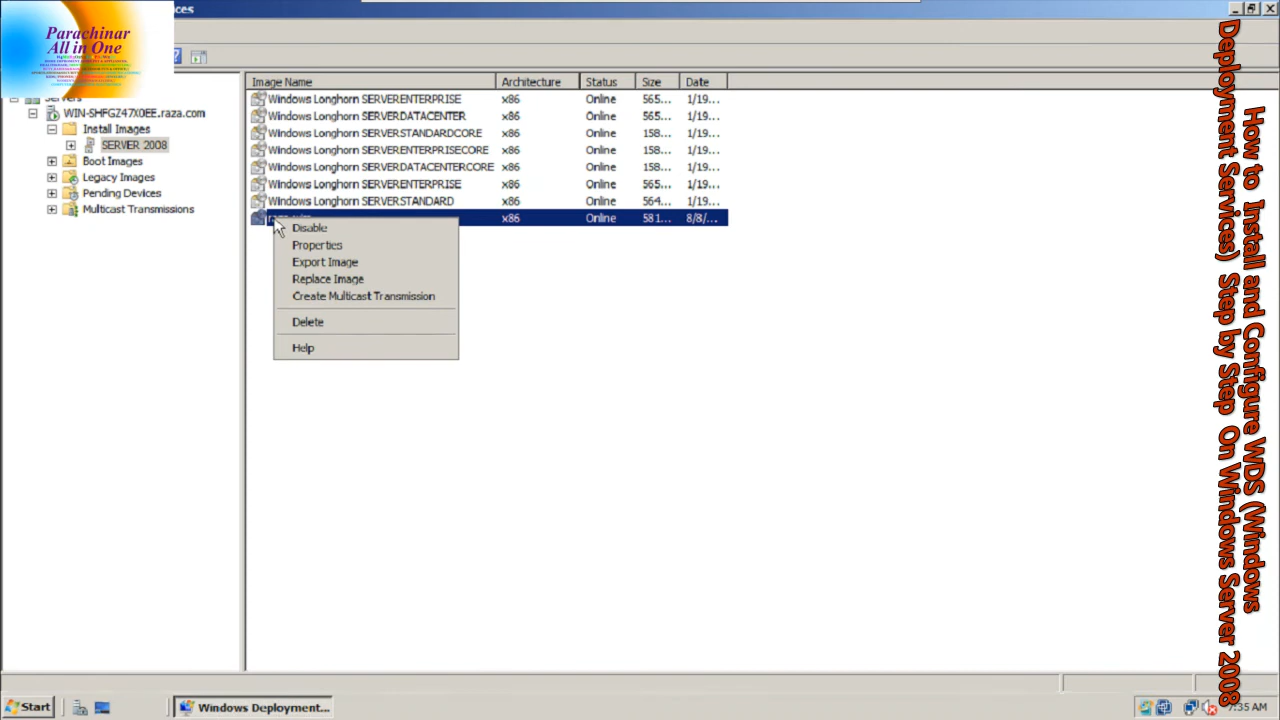 Parachinar
All in One
Image Name Architecture Status Size Date
Servers
WIN-SHFGZ47X0EE.raza.com
Install Images
SERVER 2008
Boot Images
Legacy Images
Pending Devices
Multicast Transmissions
Windows Longhorn SERVERENTERPRISE x86 Online 565... 1/19...
Windows Longhorn SERVERDATACENTER x86 Online 565... 1/19...
Windows Longhorn SERVERSTANDARDCORE x86 Online 158... 1/19...
Windows Longhorn SERVERENTERPRISECORE x86 Online 158... 1/19...
Windows Longhorn SERVERDATACENTERCORE x86 Online 158... 1/19...
Windows Longhorn SERVERENTERPRISE x86 Online 565... 1/19...
Windows Longhorn SERVERSTANDARD x86 Online 564... 1/19...
x86 Online 581... 8/8/...
Disable
Properties
Export Image
Replace Image
Create Multicast Transmission
Delete
Help
How to Install and Configure WDS (Windows
Deployment Services) Step by Step On Windows Server 2008
Start
Windows Deployment...
7:35 AM